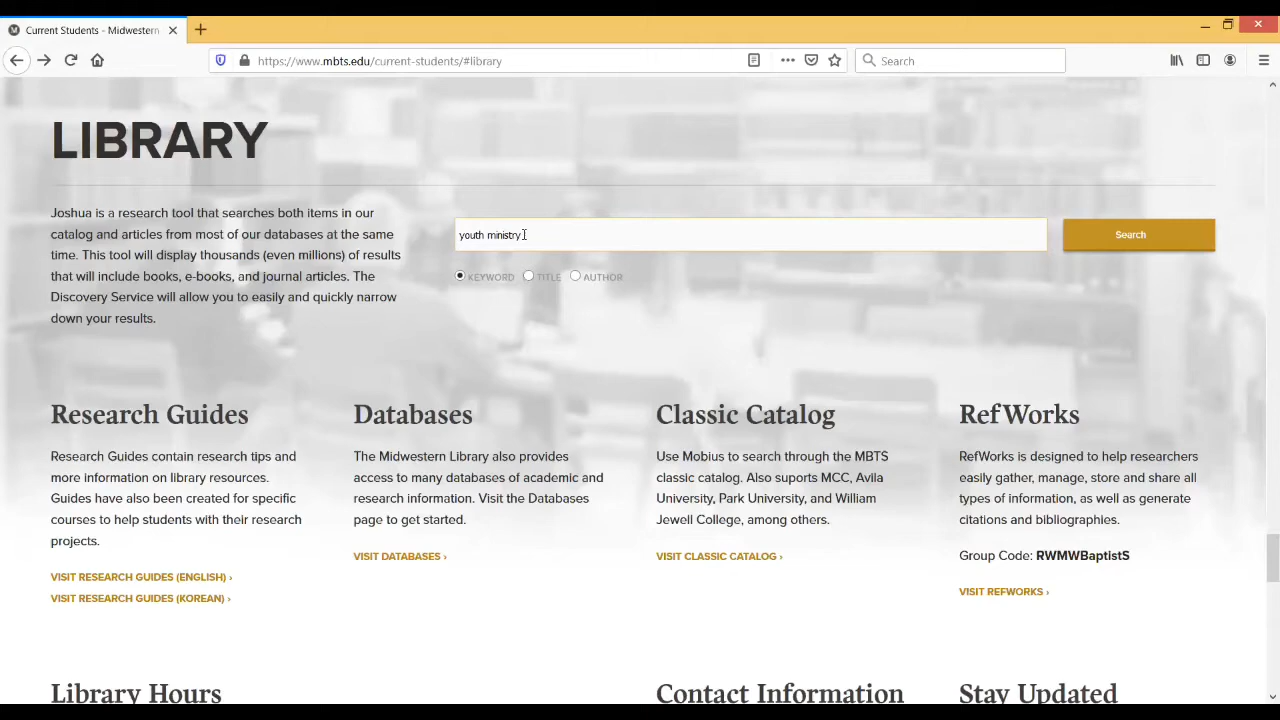 Current Students - Midwestern
https://www.mbts.edu/current-students/#library
Search
LIBRARY
Joshua is a research tool that searches both items in our
catalog and articles from most of our databases at the same
time. This tool will display thousands (even millions) of results
that will include books, e-books, and journal articles. The
Discovery Service will allow you to easily and quickly narrow
down your results.
youth ministry
Search
KEYWORD TITLE AUTHOR
Research Guides
Research Guides contain research tips and
more information on library resources.
Guides have also been created for specific
courses to help students with their research
projects.
VISIT RESEARCH GUIDES (ENGLISH) ›
VISIT RESEARCH GUIDES (KOREAN) ›
Databases
The Midwestern Library also provides
access to many databases of academic and
research information. Visit the Databases
page to get started.
VISIT DATABASES ›
Classic Catalog
Use Mobius to search through the MBTS
classic catalog. Also supports MCC, Avila
University, Park University, and William
Jewell College, among others.
VISIT CLASSIC CATALOG ›
RefWorks
RefWorks is designed to help researchers
easily gather, manage, store and share all
types of information, as well as generate
citations and bibliographies.
Group Code: RWMWBaptistS
VISIT REFWORKS ›
Library Hours
Contact Information
Stay Updated